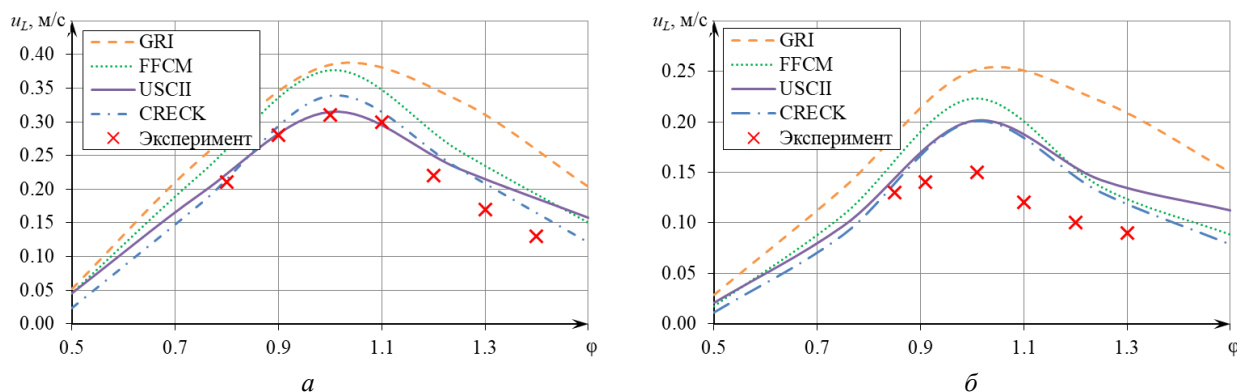 u_L, м/с
0.40
0.35
0.30
0.25
0.20
0.15
0.10
0.05
0.00
GRI
FFCM
USCII
CRECK
Эксперимент
0.5 0.7 0.9 1.1 1.3 φ
а
u_L, м/с
0.25
0.20
0.15
0.10
0.05
0.00
GRI
FFCM
USCII
CRECK
Эксперимент
0.5 0.7 0.9 1.1 1.3 φ
б